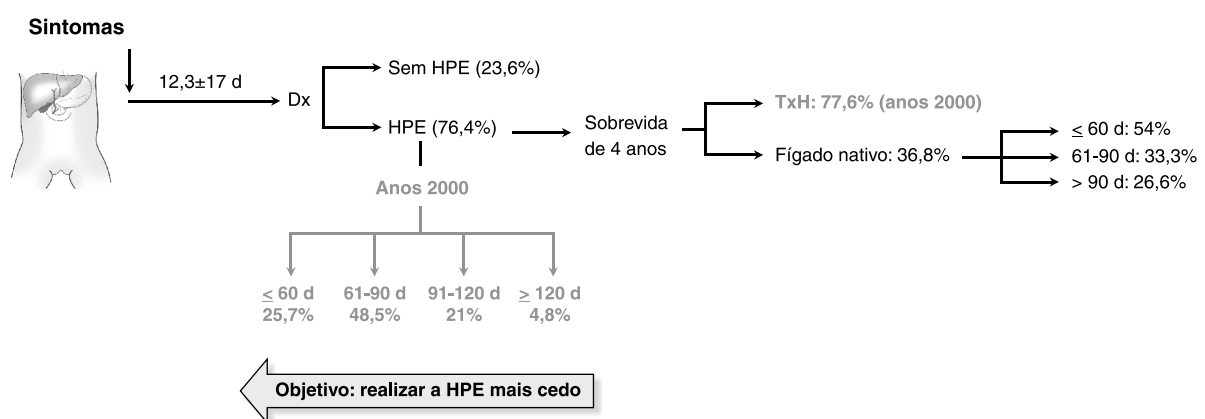 Sintomas
12,3±17 d
Dx
Sem HPE (23,6%)
HPE (76,4%)
Sobrevida
de 4 anos
TxH: 77,6% (anos 2000)
Fígado nativo: 36,8%
≤ 60 d: 54%
61-90 d: 33,3%
> 90 d: 26,6%
Anos 2000
≤ 60 d 61-90 d 91-120 d ≥ 120 d
25,7% 48,5% 21% 4,8%
Objetivo: realizar a HPE mais cedo